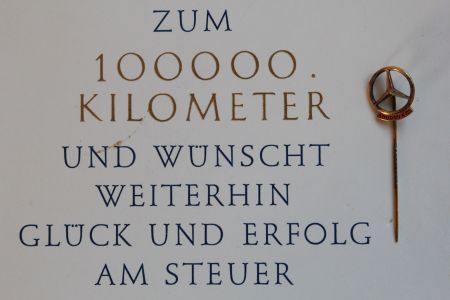 ZUM
100000.
KILOMETER
UND WÜNSCHT
WEITERHIN
GLÜCK UND ERFOLG
AM STEUER